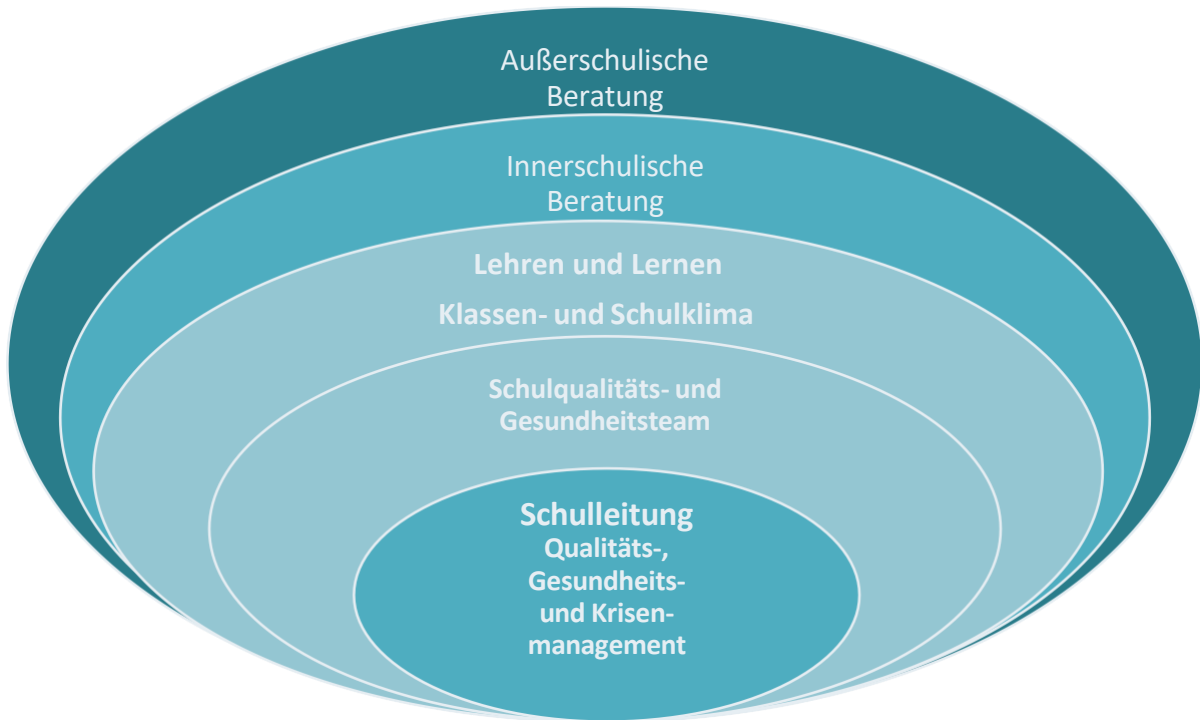 Außerschulische
Beratung
Innerschulische
Beratung
Lehren und Lernen
Klassen- und Schulklima
Schulqualitäts- und
Gesundheitsteam
Schulleitung
Qualitäts-,
Gesundheits-
und Krisen-
management